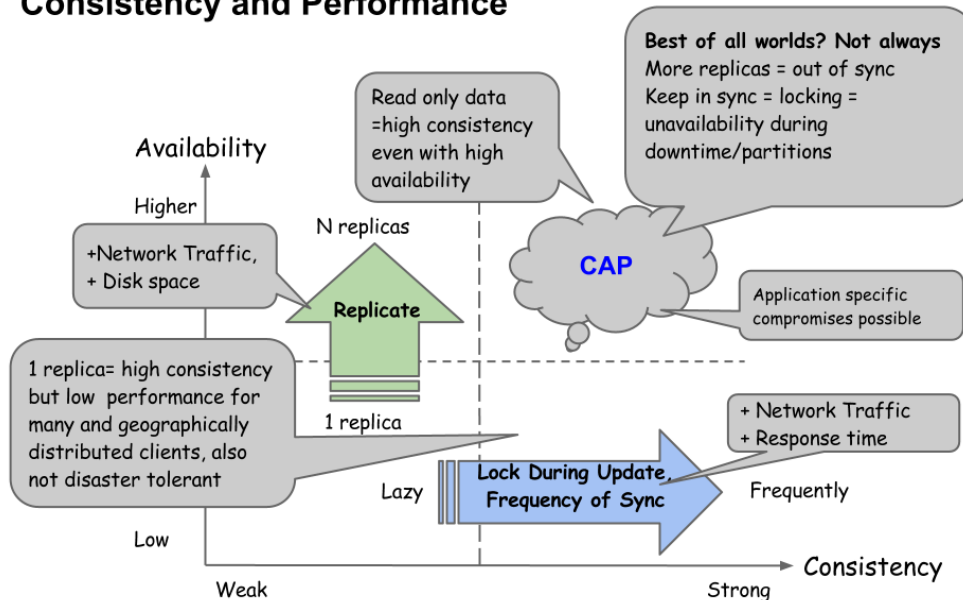 Consistency and Performance
Best of all worlds? Not always
More replicas = out of sync
Keep in sync = locking =
unavailability during
downtime/partitions
Read only data
=high consistency
even with high
availability
Availability
Higher
N replicas
+Network Traffic,
+ Disk space
Replicate
CAP
Application specific
compromises possible
1 replica= high consistency
but low performance for
many and geographically
distributed clients, also
not disaster tolerant
1 replica
+ Network Traffic
+ Response time
Lazy
Lock During Update,
Frequency of Sync
Frequently
Low
Consistency
Weak
Strong